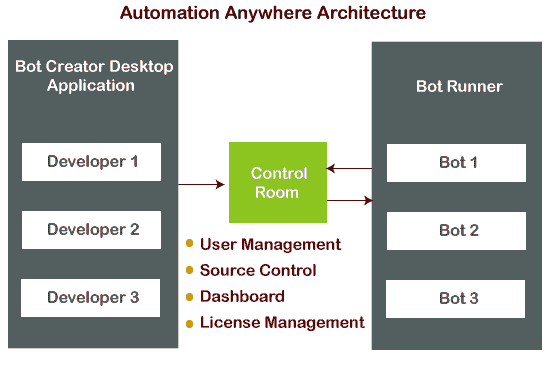 Automation Anywhere Architecture
Bot Creator Desktop
Application
Developer 1
Developer 2
Developer 3
Control
Room
User Management
Source Control
Dashboard
License Management
Bot Runner
Bot 1
Bot 2
Bot 3